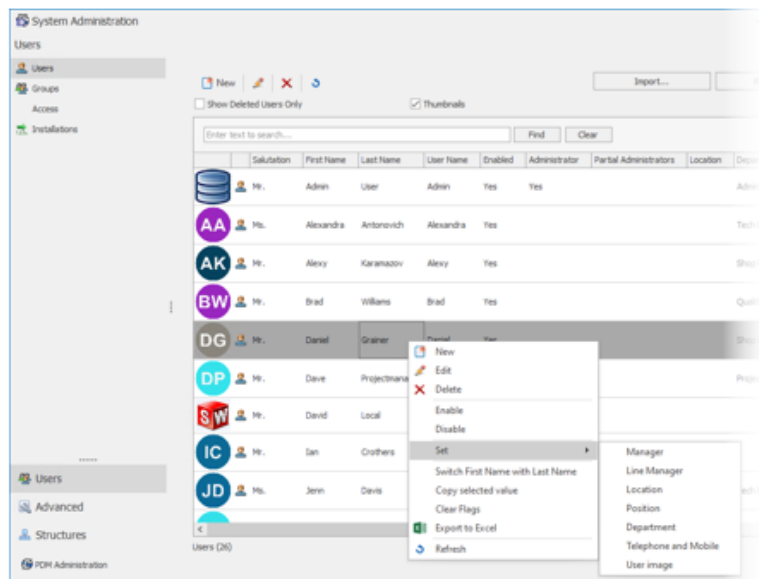 System Administration
Users
Users
Groups
Access
Installations
New
Import...
Show Deleted Users Only
Thumbnails
Enter text to search...
Find
Clear
Salutation First Name Last Name User Name Enabled Administrator Partial Administrators Location
Mr. Admin User Admin Yes Yes
AA Ms. Alexandra Antonovich Alexandra Yes
AK Mr. Alexy Karamazov Alexy Yes
BW Mr. Brad Williams Brad Yes
DG Mr. Daniel Grainer Daniel Yes
DP Mr. Dave Projectmana
SW Mr. David Local
IC Mr. Ian Crothers
JD Ms. Jenn Davis
New
Edit
Delete
Enable
Disable
Set
Switch First Name with Last Name
Copy selected value
Clear Flags
Export to Excel
Refresh
Manager
Line Manager
Location
Position
Department
Telephone and Mobile
User image
Users
Advanced
Structures
PDM Administration
Users (26)